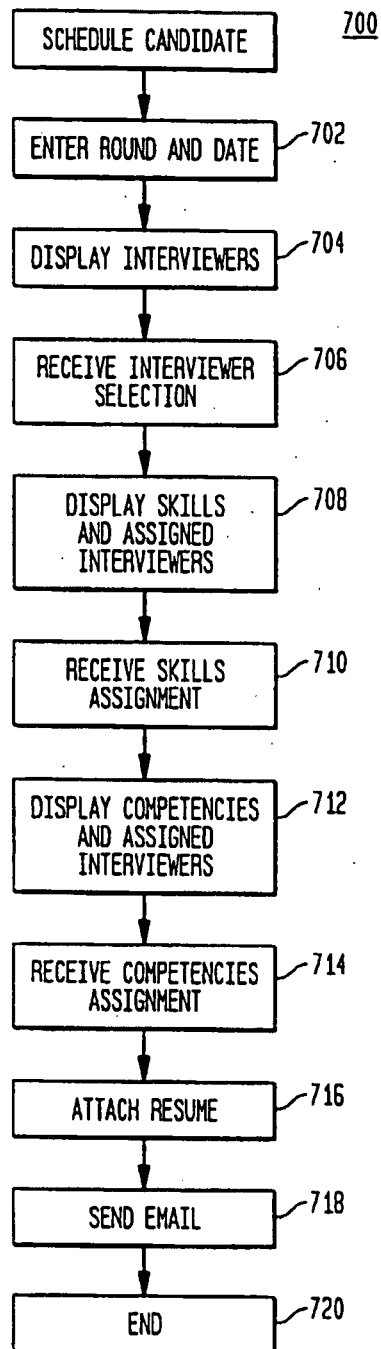 700
SCHEDULE CANDIDATE
ENTER ROUND AND DATE
702
DISPLAY INTERVIEWERS
704
RECEIVE INTERVIEWER
SELECTION
706
DISPLAY SKILLS
AND ASSIGNED
INTERVIEWERS
708
RECEIVE SKILLS
ASSIGNMENT
710
DISPLAY COMPETENCIES
AND ASSIGNED
INTERVIEWERS
712
RECEIVE COMPETENCIES
ASSIGNMENT
714
ATTACH RESUME
716
SEND EMAIL
718
END
720